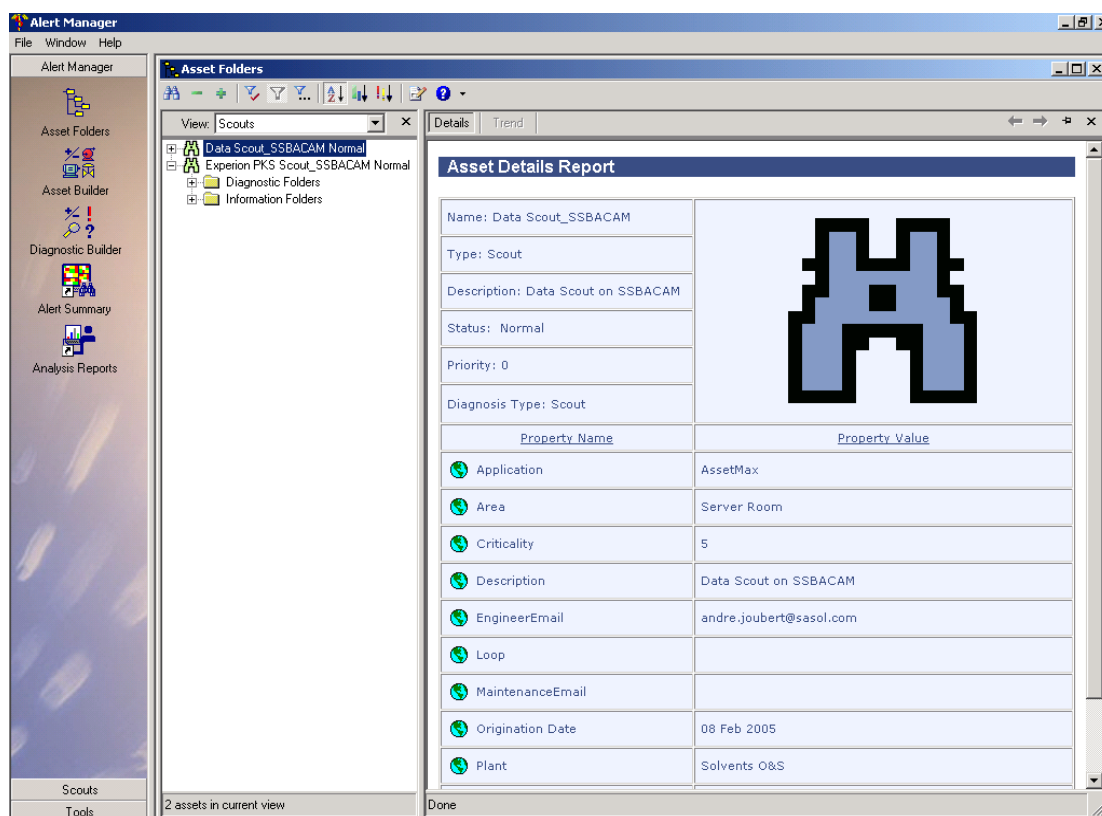 Alert Manager
File Window Help
Alert Manager
Asset Folders
Asset Builder
Diagnostic Builder
Alert Summary
Analysis Reports
Scouts
Tools
Asset Folders
View: Scouts
Data Scout_SSBACAM Normal
Experion PKS Scout_SSBACAM Normal
Diagnostic Folders
Information Folders
2 assets in current view
Details Trend
Asset Details Report
Name: Data Scout_SSBACAM
Type: Scout
Description: Data Scout on SSBACAM
Status: Normal
Priority: 0
Diagnosis Type: Scout
Property Name Property Value
Application AssetMax
Area Server Room
Criticality 5
Description Data Scout on SSBACAM
EngineerEmail andre.joubert@sasol.com
Loop
MaintenanceEmail
Origination Date 08 Feb 2005
Plant Solvents O&S
Done